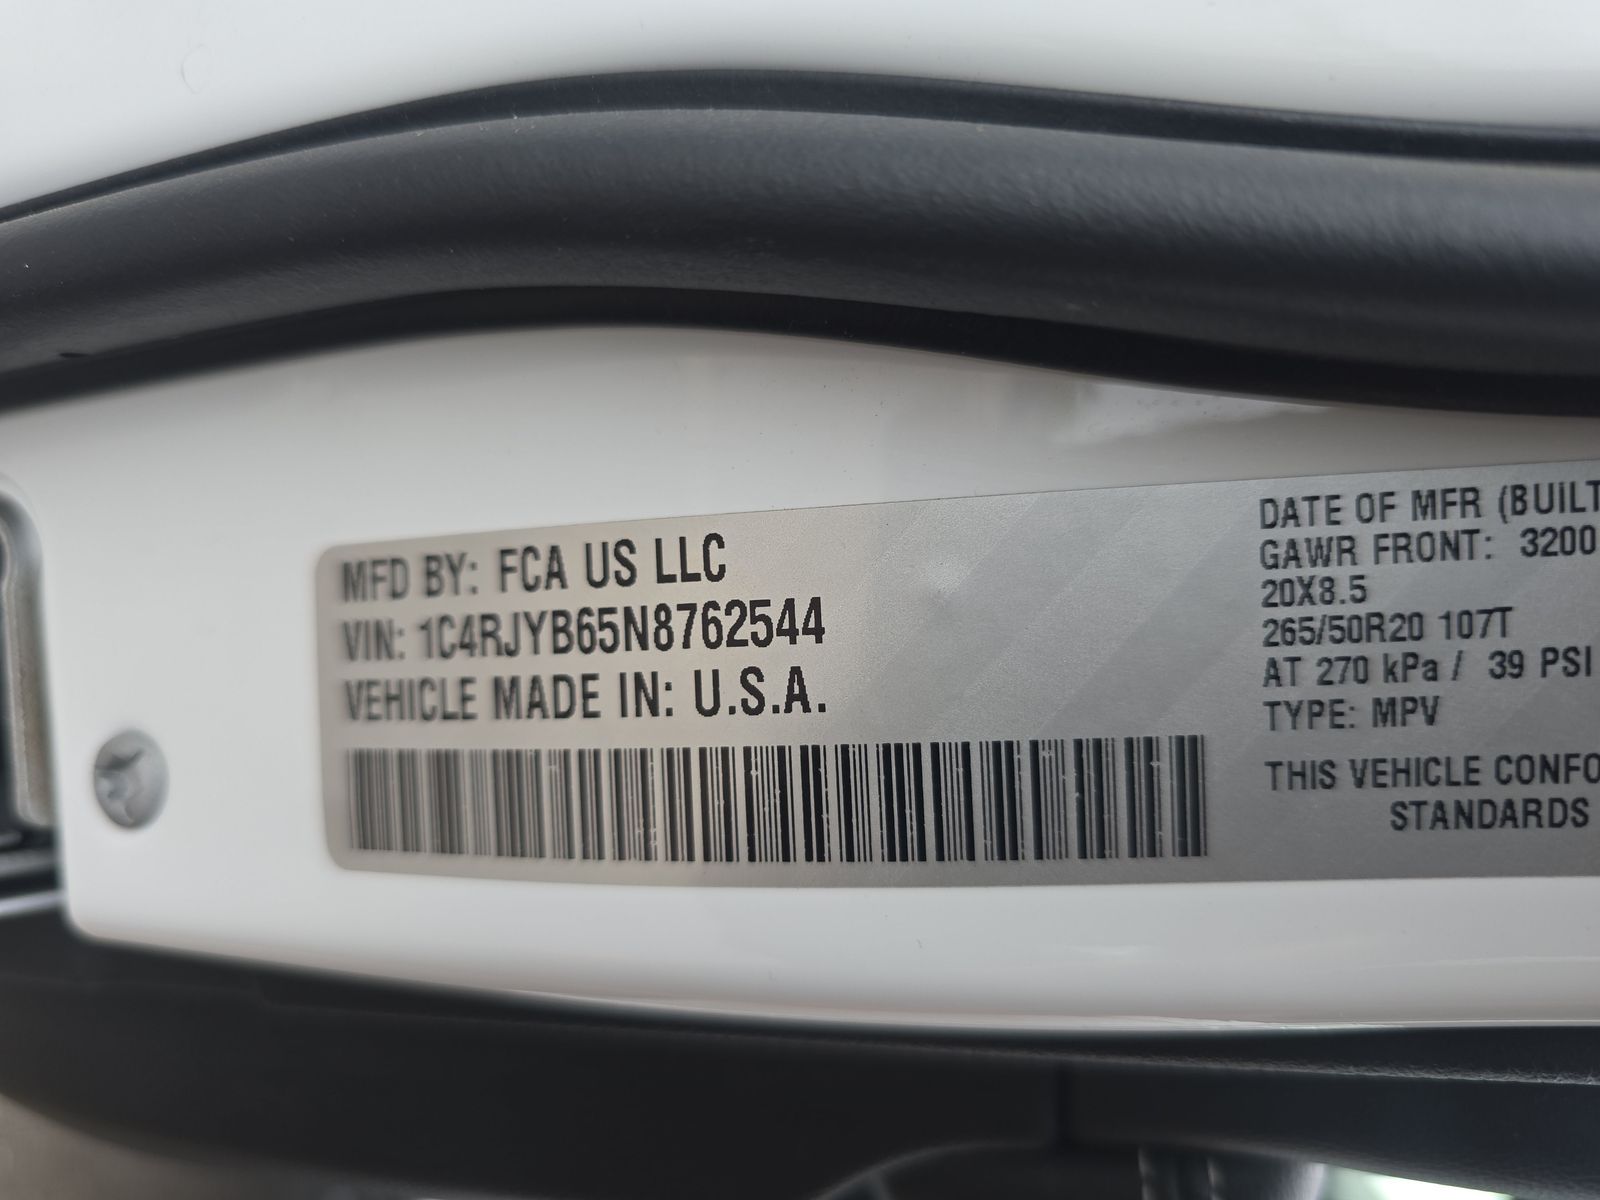 MFD BY: FCA US LLC
VIN: 1C4RJYB65N8762544
VEHICLE MADE IN: U.S.A.
DATE OF MFR (BUILT
GAWR FRONT: 3200
20X8.5
265/50R20 107T
AT 270 kPa / 39 PSI
TYPE: MPV
THIS VEHICLE CONFO
STANDARDS